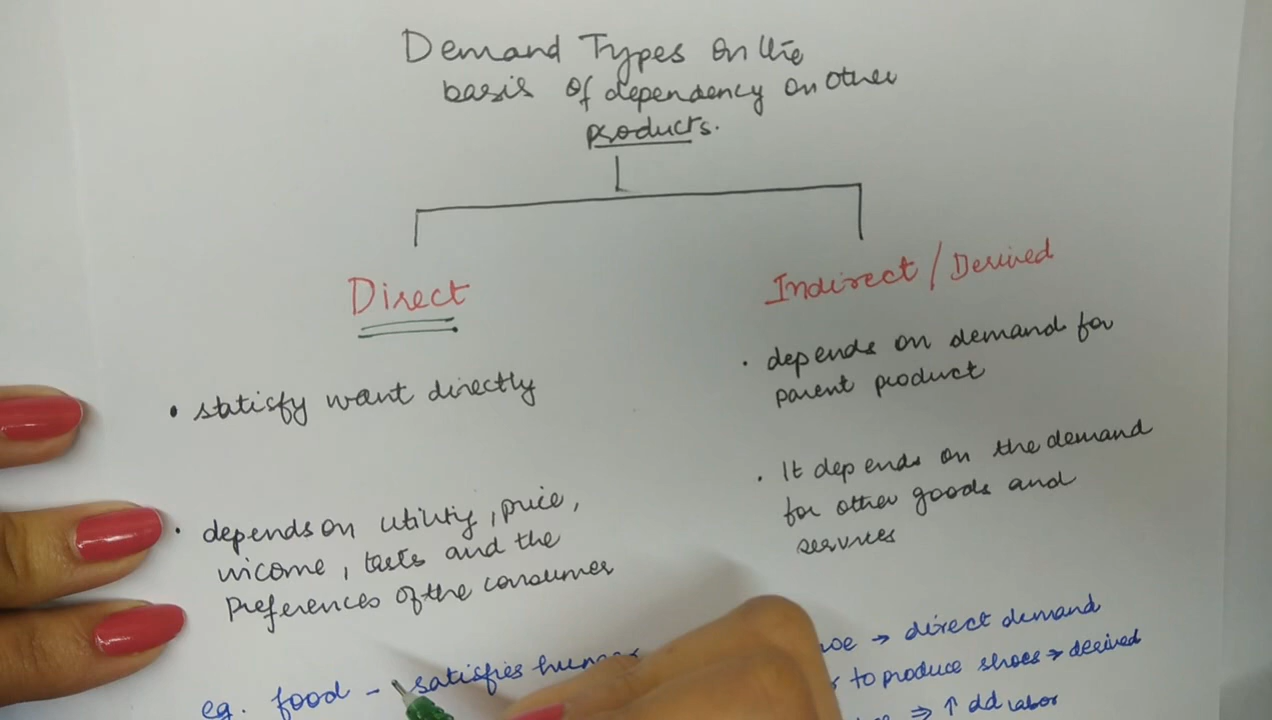 Demand Types on the
basis of dependency on other
products.
Direct
• satisfy want directly
• depends on utility, price,
income, taste and the
Preferences of the consumer
eg. food - satisfies
Indirect / Derived
• depends on demand for
parent product
• It depends on the demand
for other goods and
services
→ direct demand
to produce shoes → derived
⇒ ↑ dd labor